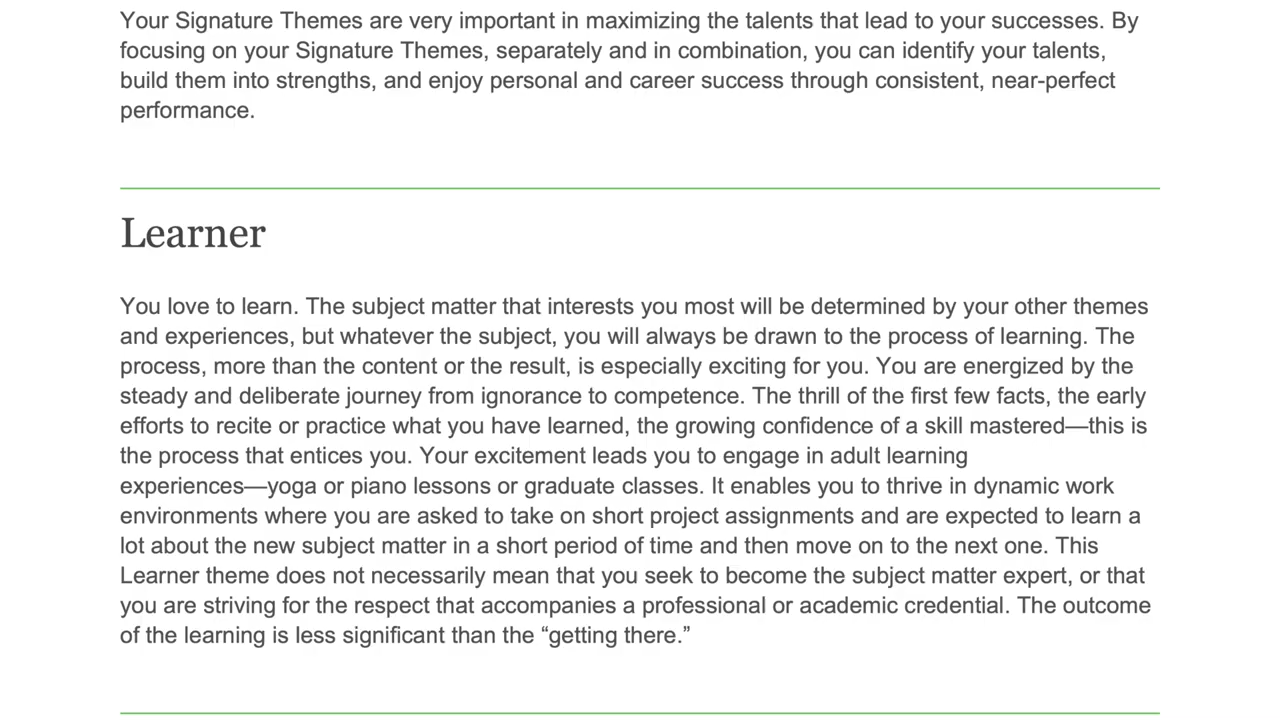 Your Signature Themes are very important in maximizing the talents that lead to your successes. By
focusing on your Signature Themes, separately and in combination, you can identify your talents,
build them into strengths, and enjoy personal and career success through consistent, near-perfect
performance.
Learner
You love to learn. The subject matter that interests you most will be determined by your other themes
and experiences, but whatever the subject, you will always be drawn to the process of learning. The
process, more than the content or the result, is especially exciting for you. You are energized by the
steady and deliberate journey from ignorance to competence. The thrill of the first few facts, the early
efforts to recite or practice what you have learned, the growing confidence of a skill mastered—this is
the process that entices you. Your excitement leads you to engage in adult learning
experiences—yoga or piano lessons or graduate classes. It enables you to thrive in dynamic work
environments where you are asked to take on short project assignments and are expected to learn a
lot about the new subject matter in a short period of time and then move on to the next one. This
Learner theme does not necessarily mean that you seek to become the subject matter expert, or that
you are striving for the respect that accompanies a professional or academic credential. The outcome
of the learning is less significant than the “getting there.”